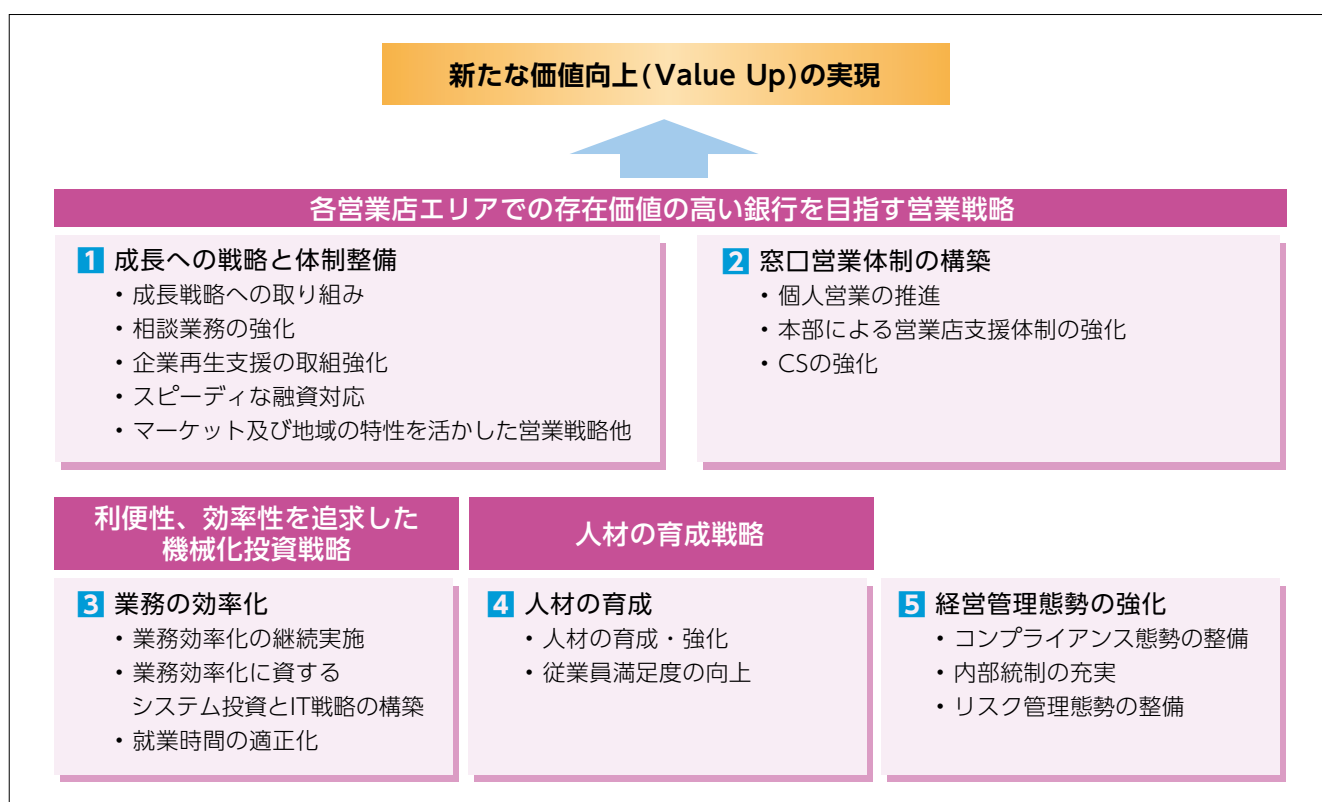 新たな価値向上(Value Up)の実現
各営業店エリアでの存在価値の高い銀行を目指す営業戦略
1 成長への戦略と体制整備
・成長戦略への取り組み
・相談業務の強化
・企業再生支援の取組強化
・スピーディな融資対応
・マーケット及び地域の特性を活かした営業戦略他
2 窓口営業体制の構築
・個人営業の推進
・本部による営業店支援体制の強化
・CSの強化
利便性、効率性を追求した
機械化投資戦略
3 業務の効率化
・業務効率化の継続実施
・業務効率化に資する
システム投資とIT戦略の構築
・就業時間の適正化
人材の育成戦略
4 人材の育成
・人材の育成・強化
・従業員満足度の向上
5 経営管理態勢の強化
・コンプライアンス態勢の整備
・内部統制の充実
・リスク管理態勢の整備